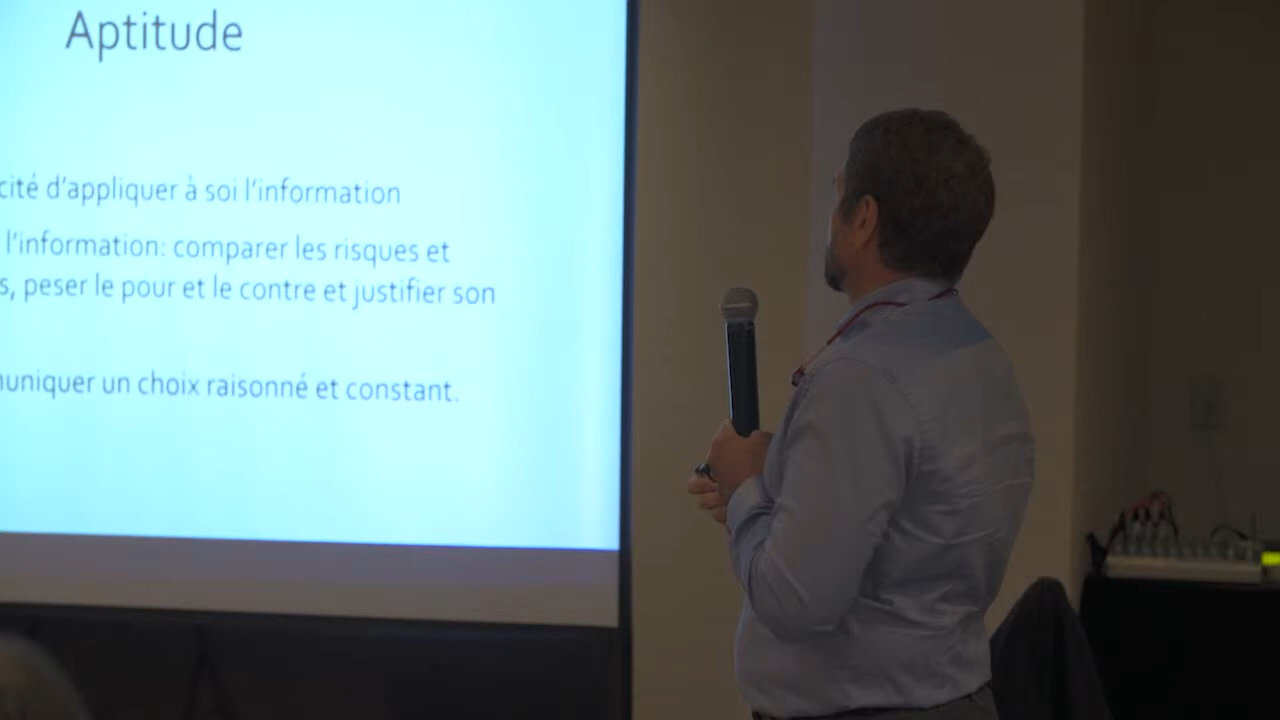 Aptitude
cité d'appliquer à soi l'information
l'information: comparer les risques et
s, peser le pour et le contre et justifier son
muniquer un choix raisonné et constant.